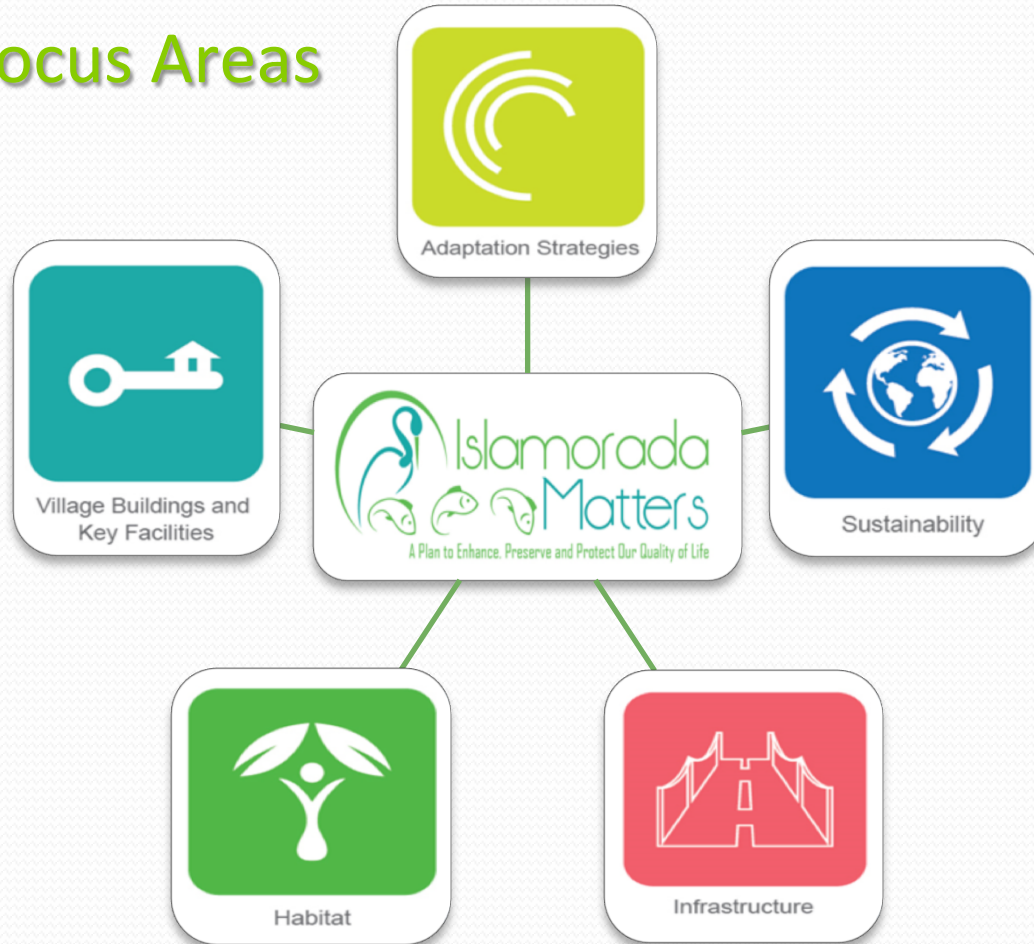 ocus Areas
Adaptation Strategies
Village Buildings and
Key Facilities
Islamorada
Matters
A Plan to Enhance, Preserve and Protect Our Quality of Life
Sustainability
Habitat
Infrastructure